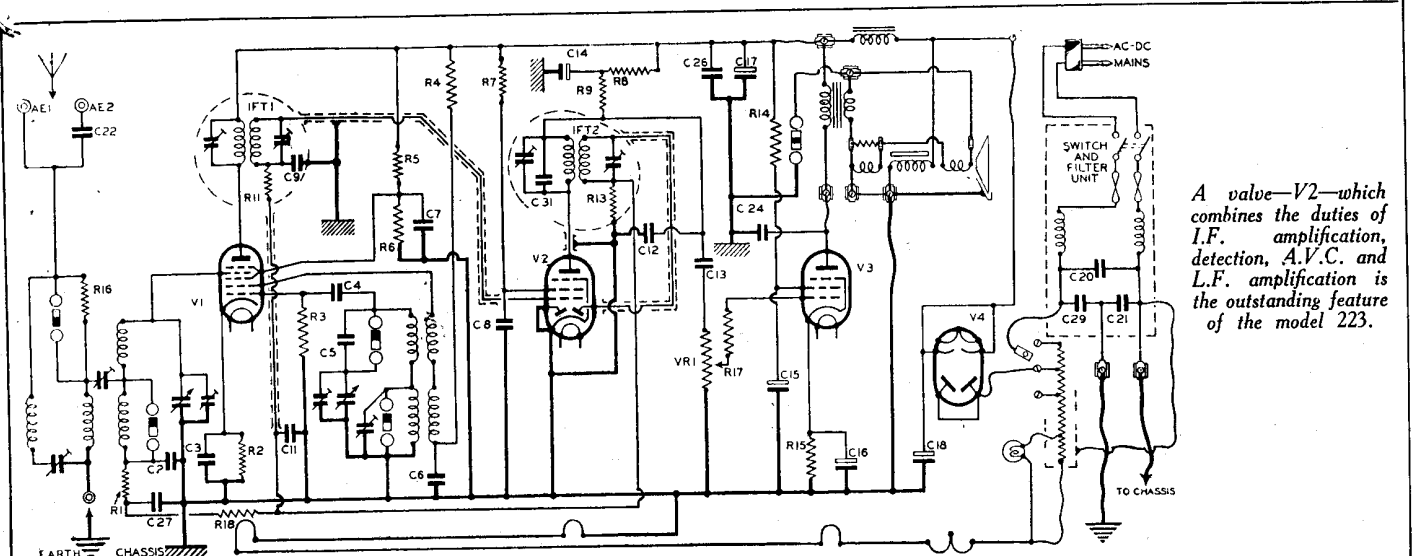 C14
R4
R7
C26
C17
AC-DC
MAINS
R9
R8
AE1
AE2
IFT1
C22
R14
IFT2
SWITCH
AND
FILTER
UNIT
R5
C9
C31
R13
R11
C7
R6
C24
C12
V2
V3
C13
C20
R16
V1
C4
R3
C29
C21
C8
V4
C5
VR1
R17
C15
C3
R2
C11
C2
R15
C16
C18
C6
R1
C27
R18
TO CHASSIS
EARTH
CHASSIS
A valve—V2—which
combines the duties of
I.F. amplification,
detection, A.V.C. and
L.F. amplification is
the outstanding feature
of the model 223.